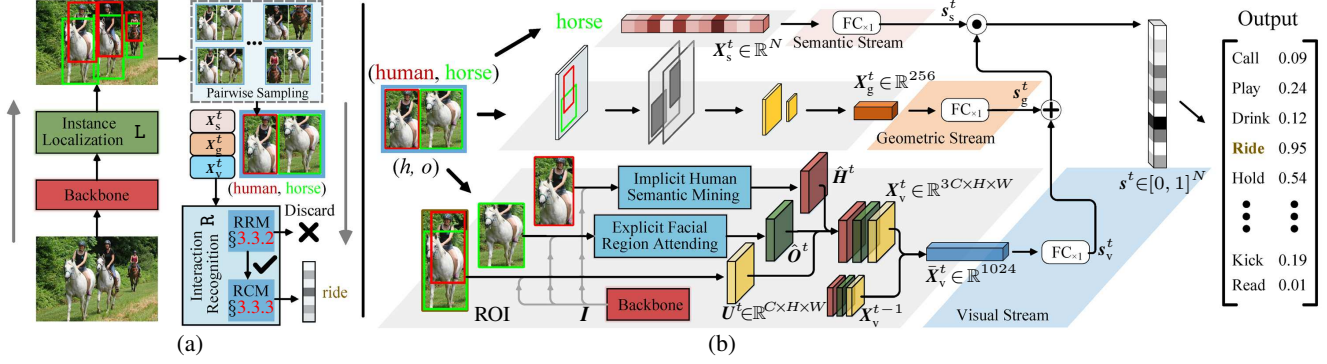 Pairwise Sampling
Instance
Localization L
Backbone
X_s^t
X_g^t
X_v^t
(human, horse)
Interaction
Recognition R
RRM
§3.3.2
RCM
§3.3.3
Discard
ride
(a)
horse
(human, horse)
(h, o)
X_s^t ∈ ℝ^N
FC×1
Semantic Stream
s_s^t
X_g^t ∈ ℝ^256
FC×1
Geometric Stream
s_g^t
Implicit Human
Semantic Mining
Ĥ^t
Explicit Facial
Region Attending
Ô^t
X_v^t ∈ ℝ^3C×H×W
ROI
I
Backbone
U^t ∈ ℝ^C×H×W
X_v^t−1
X̄_v^t ∈ ℝ^1024
FC×1
s_v^t
Visual Stream
s^t ∈ [0, 1]^N
Output
Call 0.09
Play 0.24
Drink 0.12
Ride 0.95
Hold 0.54
Kick 0.19
Read 0.01
(b)